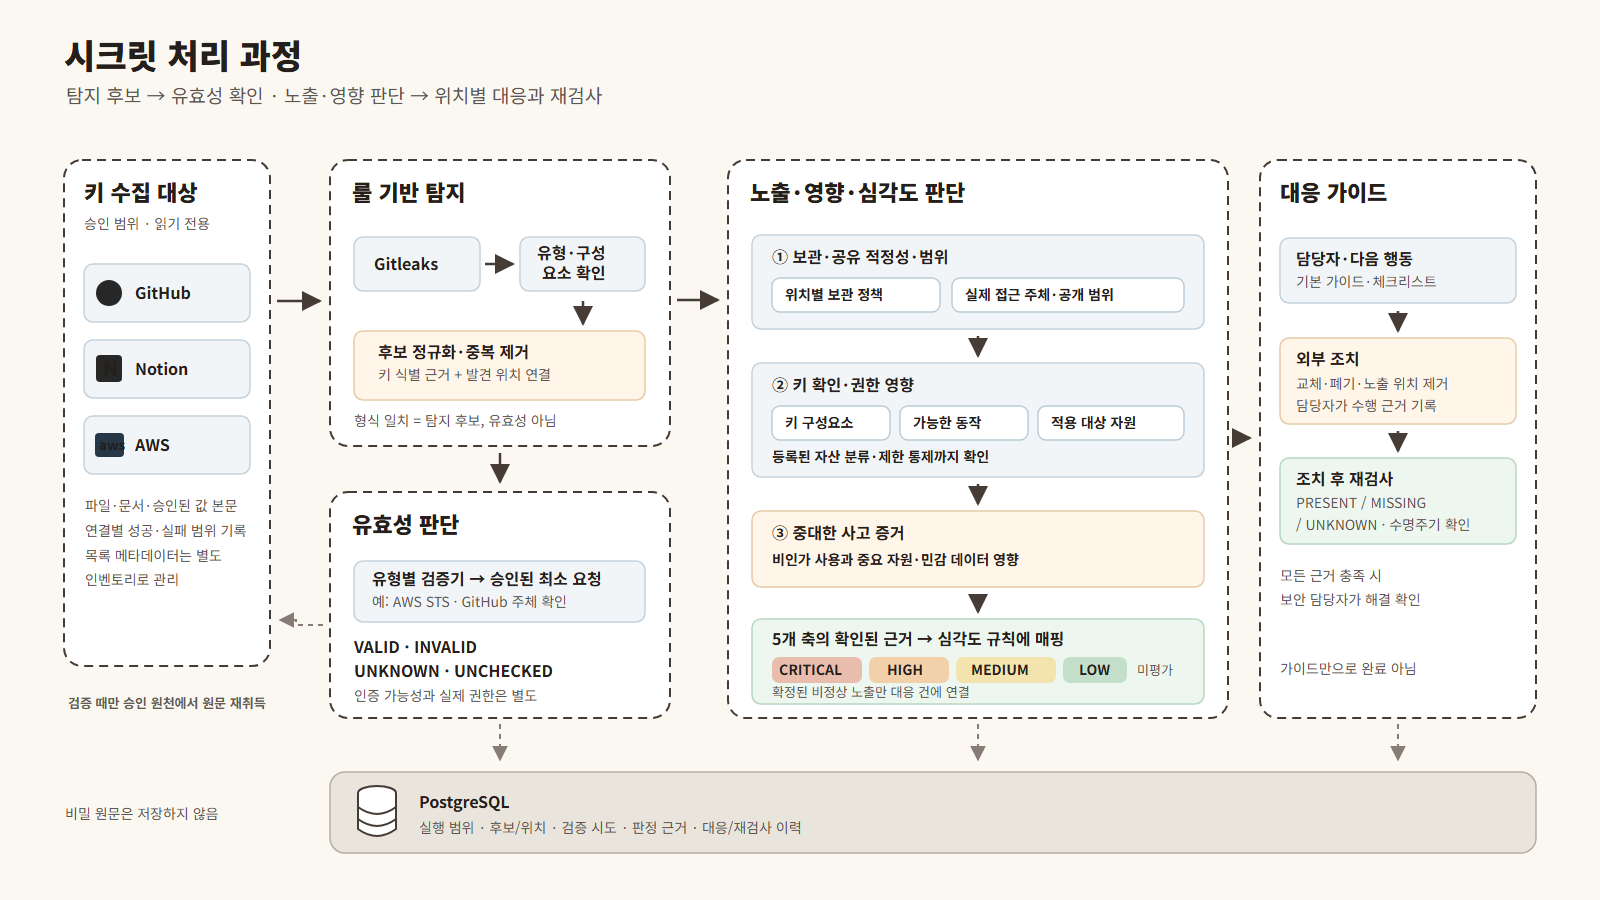 시크릿 처리 과정
탐지 후보 → 유효성 확인 · 노출·영향 판단 → 위치별 대응과 재검사
키 수집 대상
승인 범위 · 읽기 전용
GitHub
N
Notion
aws
AWS
파일·문서·승인된 값 본문
연결별 성공·실패 범위 기록
목록 메타데이터는 별도
인벤토리로 관리
검증 때만 승인 원천에서 원문 재취득
비밀 원문은 저장하지 않음
룰 기반 탐지
Gitleaks
유형·구성
요소 확인
후보 정규화·중복 제거
키 식별 근거 + 발견 위치 연결
형식 일치 = 탐지 후보, 유효성 아님
유효성 판단
유형별 검증기 → 승인된 최소 요청
예: AWS STS · GitHub 주체 확인
VALID · INVALID
UNKNOWN · UNCHECKED
인증 가능성과 실제 권한은 별도
노출·영향·심각도 판단
① 보관·공유 적정성·범위
위치별 보관 정책
실제 접근 주체·공개 범위
② 키 확인·권한 영향
키 구성요소
가능한 동작
적용 대상 자원
등록된 자산 분류·제한 통제까지 확인
③ 중대한 사고 증거
비인가 사용과 중요 자원·민감 데이터 영향
5개 축의 확인된 근거 → 심각도 규칙에 매핑
CRITICAL
HIGH
MEDIUM
LOW
미평가
확정된 비정상 노출만 대응 건에 연결
대응 가이드
담당자·다음 행동
기본 가이드·체크리스트
외부 조치
교체·폐기·노출 위치 제거
담당자가 수행 근거 기록
조치 후 재검사
PRESENT / MISSING
/ UNKNOWN · 수명주기 확인
모든 근거 충족 시
보안 담당자가 해결 확인
가이드만으로 완료 아님
PostgreSQL
실행 범위 · 후보/위치 · 검증 시도 · 판정 근거 · 대응/재검사 이력